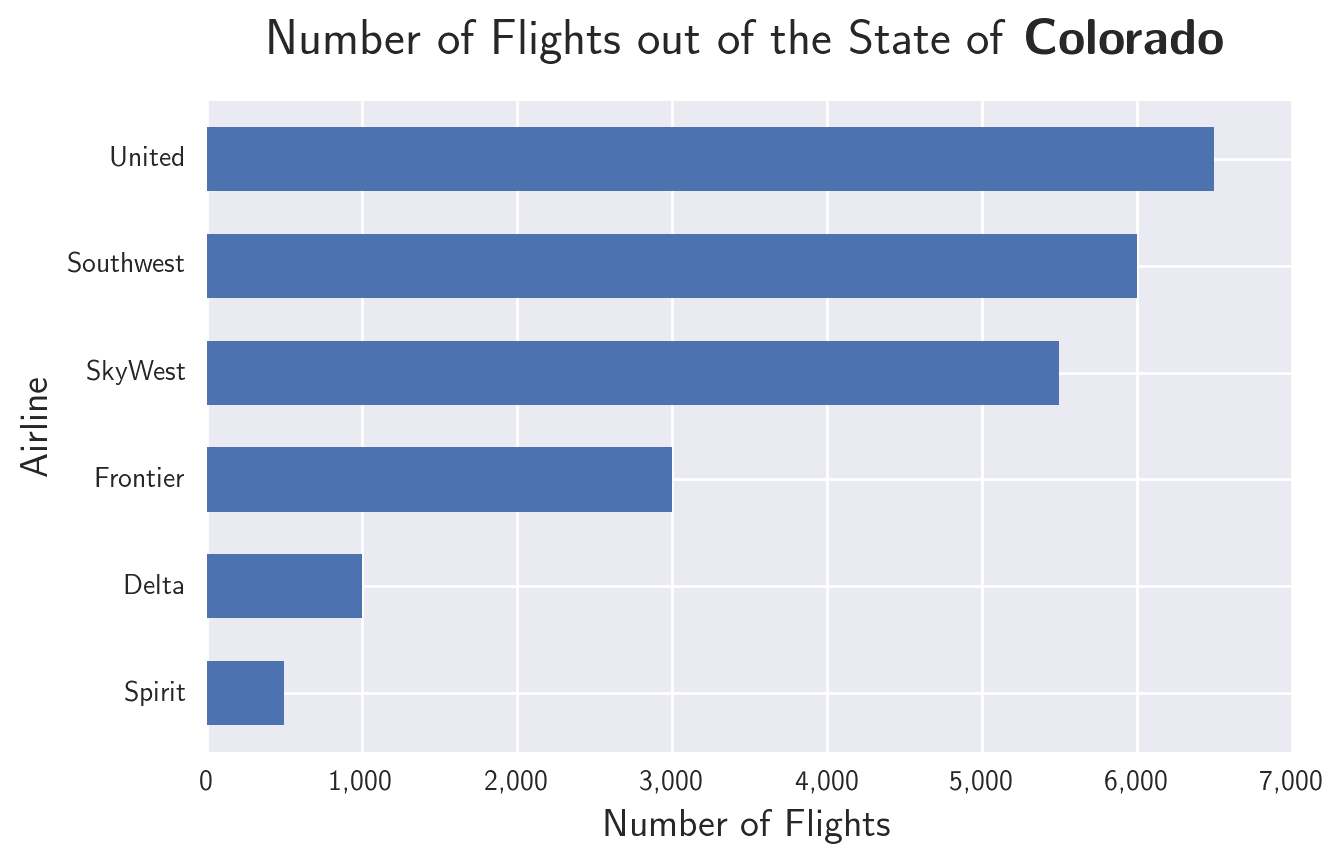 Number of Flights out of the State of Colorado
United
Southwest
SkyWest
Frontier
Delta
Spirit
Airline
0 1,000 2,000 3,000 4,000 5,000 6,000 7,000
Number of Flights